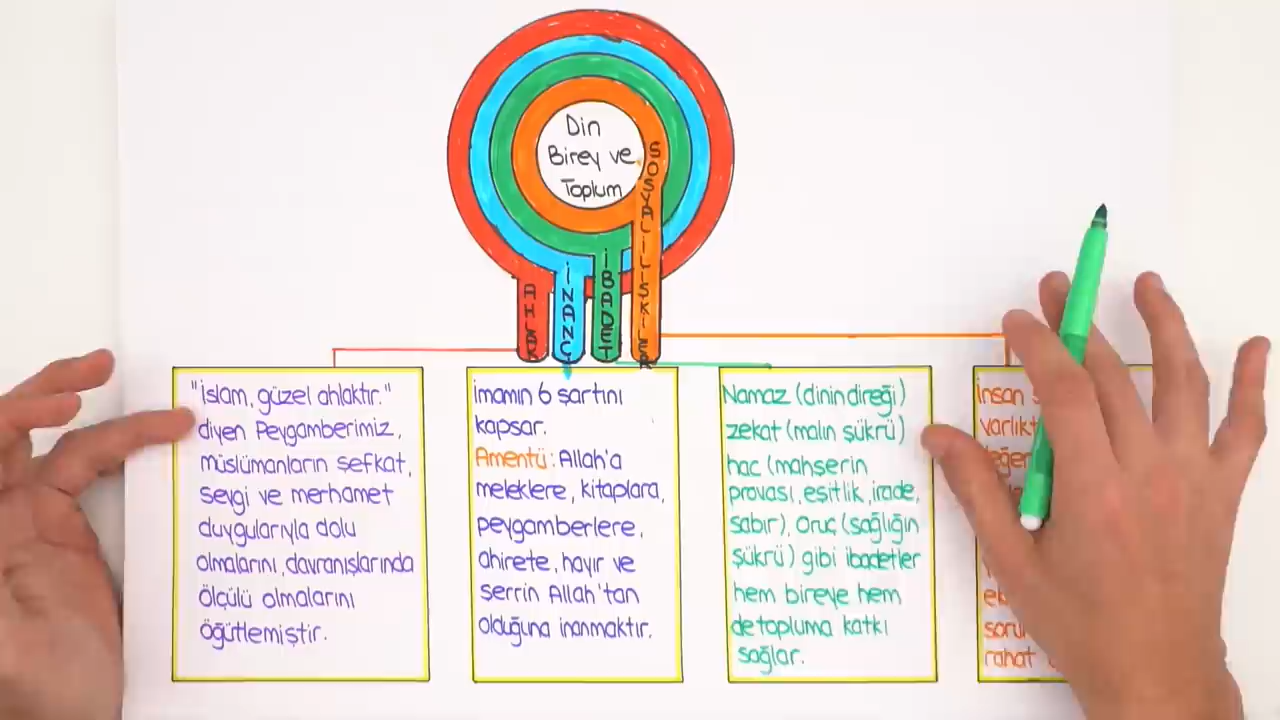 Din
Birey ve
Toplum
AHLAK
İNANÇ
İBADET
SOSYAL İLİŞKİLER
"İslam, güzel ahlaktır."
diyen Peygamberimiz,
müslümanların şefkat,
sevgi ve merhamet
duygularıyla dolu
olmalarını, davranışlarında
ölçülü olmalarını
öğütlemiştir.
İmanın 6 şartını
kapsar.
Amentü: Allah'a
meleklere, kitaplara,
peygamberlere,
ahirete, hayır ve
şerrin Allah'tan
olduğuna inanmaktır.
Namaz (dinin direği)
zekat (malın şükrü)
hac (mahşerin
provası, eşitlik, irade,
sabır), oruç (sağlığın
şükrü) gibi ibadetler
hem bireye hem
de topluma katkı
sağlar.
İnsan
rahat